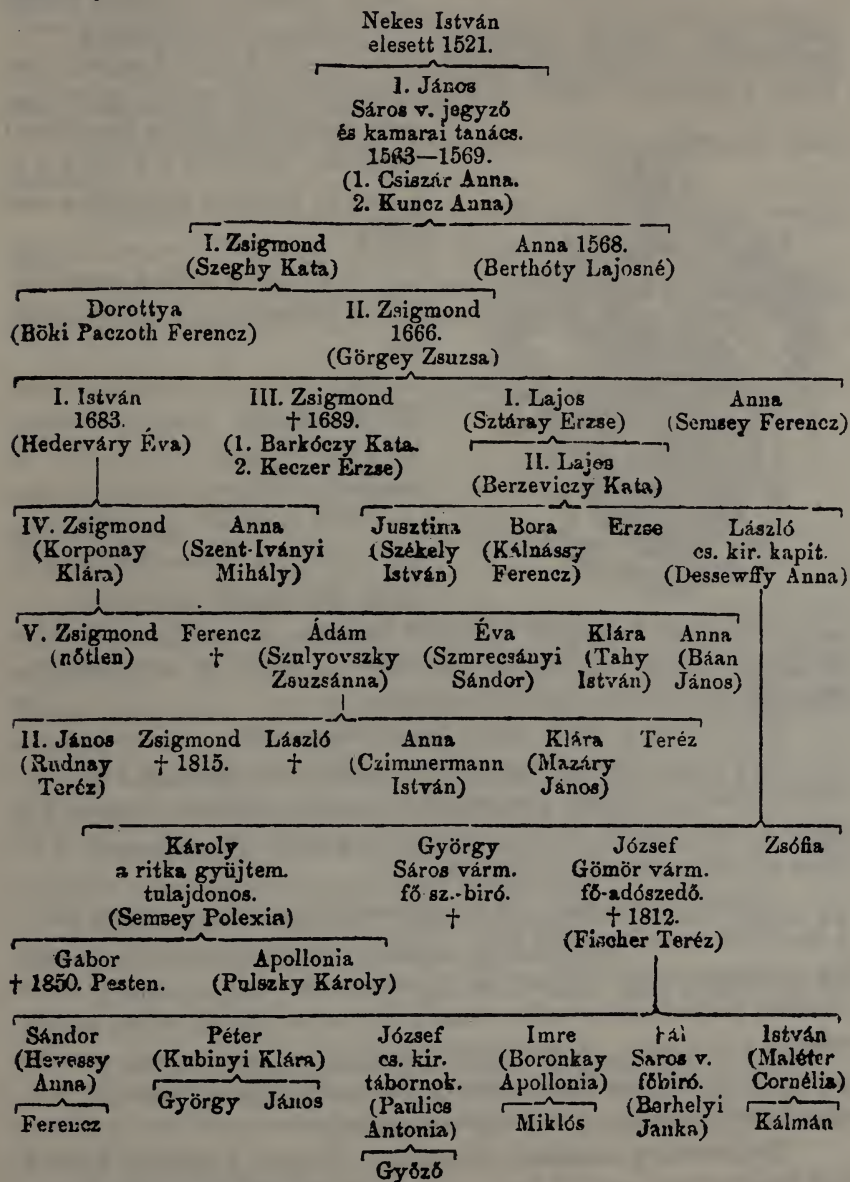 Nekes István
elesett 1521.
I. János
Sáros v. jegyző
és kamarai tanács.
1563—1569.
(1. Csiszár Anna.
2. Kuncz Anna)
I. Zsigmond Anna 1568.
(Szeghy Kata) (Berthóty Lajosné)
Dorottya II. Zsigmond
(Böki Paczoth Ferencz) 1666.
(Görgey Zsuzsa)
I. István III. Zsigmond I. Lajos Anna
1683. † 1689. (Sztáray Erzse) (Semsey Ferencz)
(Hederváry Éva) (1. Barkóczy Kata.
2. Keczer Erzse) II. Lajos
(Berzeviczy Kata)
IV. Zsigmond Anna Jusztina Bora Erzse László
(Korponay (Szent-Iványi (Székely (Kálnássy cs. kir. kapit.
Klára) Mihály) István) Ferencz) (Dessewffy Anna)
V. Zsigmond Ferencz Ádám Éva Klára Anna
(nőtlen) † (Szulyovszky (Szmrecsányi (Tahy (Báan
Zsuzsánna) Sándor) István) János)
II. János Zsigmond László Anna Klára Teréz
(Rudnay † 1815. † (Czimmermann (Mazáry
Teréz) István) János)
Károly György József Zsófia
a ritka gyüjtem. Sáros várm. Gömör várm.
tulajdonos. fő sz.-biró. fő-adószedő.
(Semsey Polexia) † † 1812.
(Fischer Teréz)
Gábor Apollonia
† 1850. Pesten. (Pulszky Károly)
Sándor Péter József Imre István
(Hevessy (Kubinyi Klára) cs. kir. (Boronkay Saros v. (Maléter
Anna) tábornok. Apollonia) főbiró. Cornélia)
Ferencz György János (Paulics Miklós (Berhelyi Kálmán
Antonia) Janka)
Győző